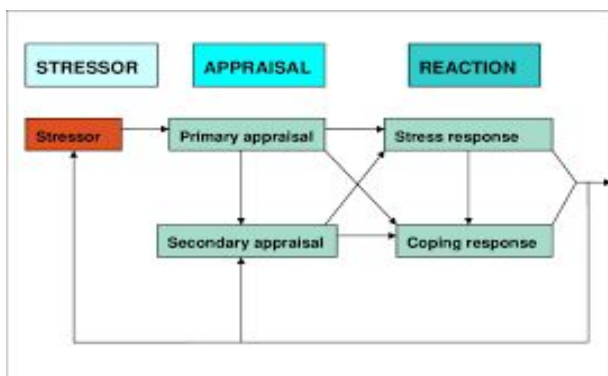 STRESSOR
APPRAISAL
REACTION
Stressor
Primary appraisal
Stress response
Secondary appraisal
Coping response